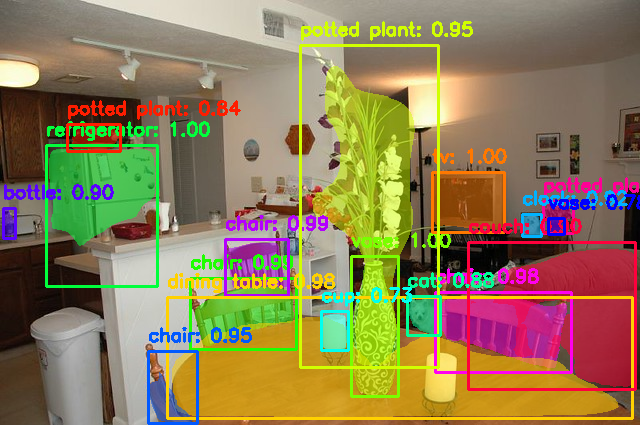 potted plant: 0.95
potted plant: 0.84
refrigerator: 1.00
tv: 1.00
bottle: 0.90
potted pla
clo
vase: 0.78
chair: 0.99
couch:
vase: 1.00
chair: 0.91
dining table: 0.98
cat: 0.88
0.98
cup: 0.73
chair: 0.95